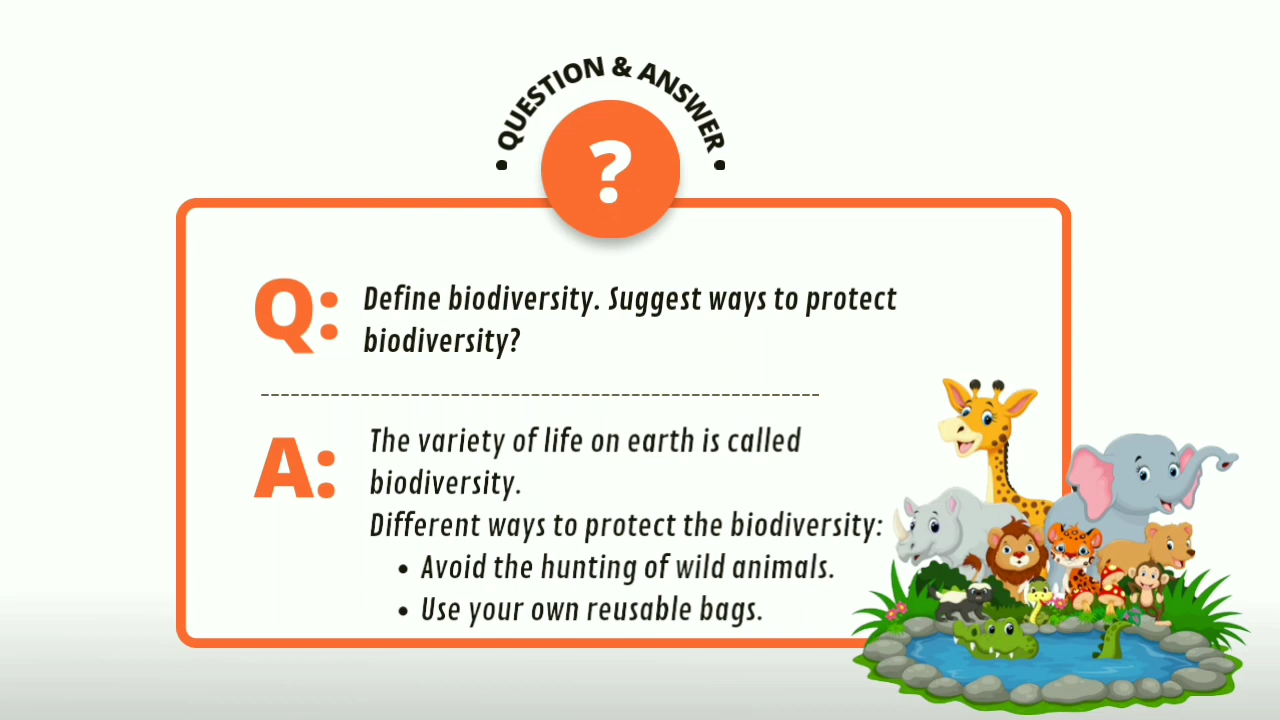 QUESTION & ANSWER
?
Q: Define biodiversity. Suggest ways to protect
biodiversity?
A: The variety of life on earth is called
biodiversity.
Different ways to protect the biodiversity:
• Avoid the hunting of wild animals.
• Use your own reusable bags.